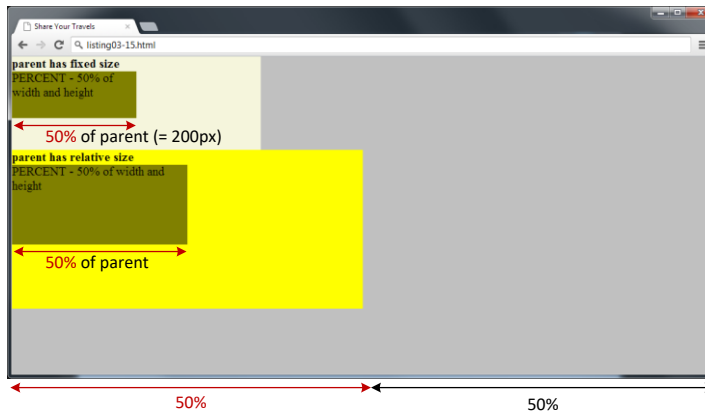 Share Your Travels
listing03-15.html
parent has fixed size
PERCENT - 50% of
width and height
50% of parent (= 200px)
parent has relative size
PERCENT - 50% of width and
height
50% of parent
50%
50%